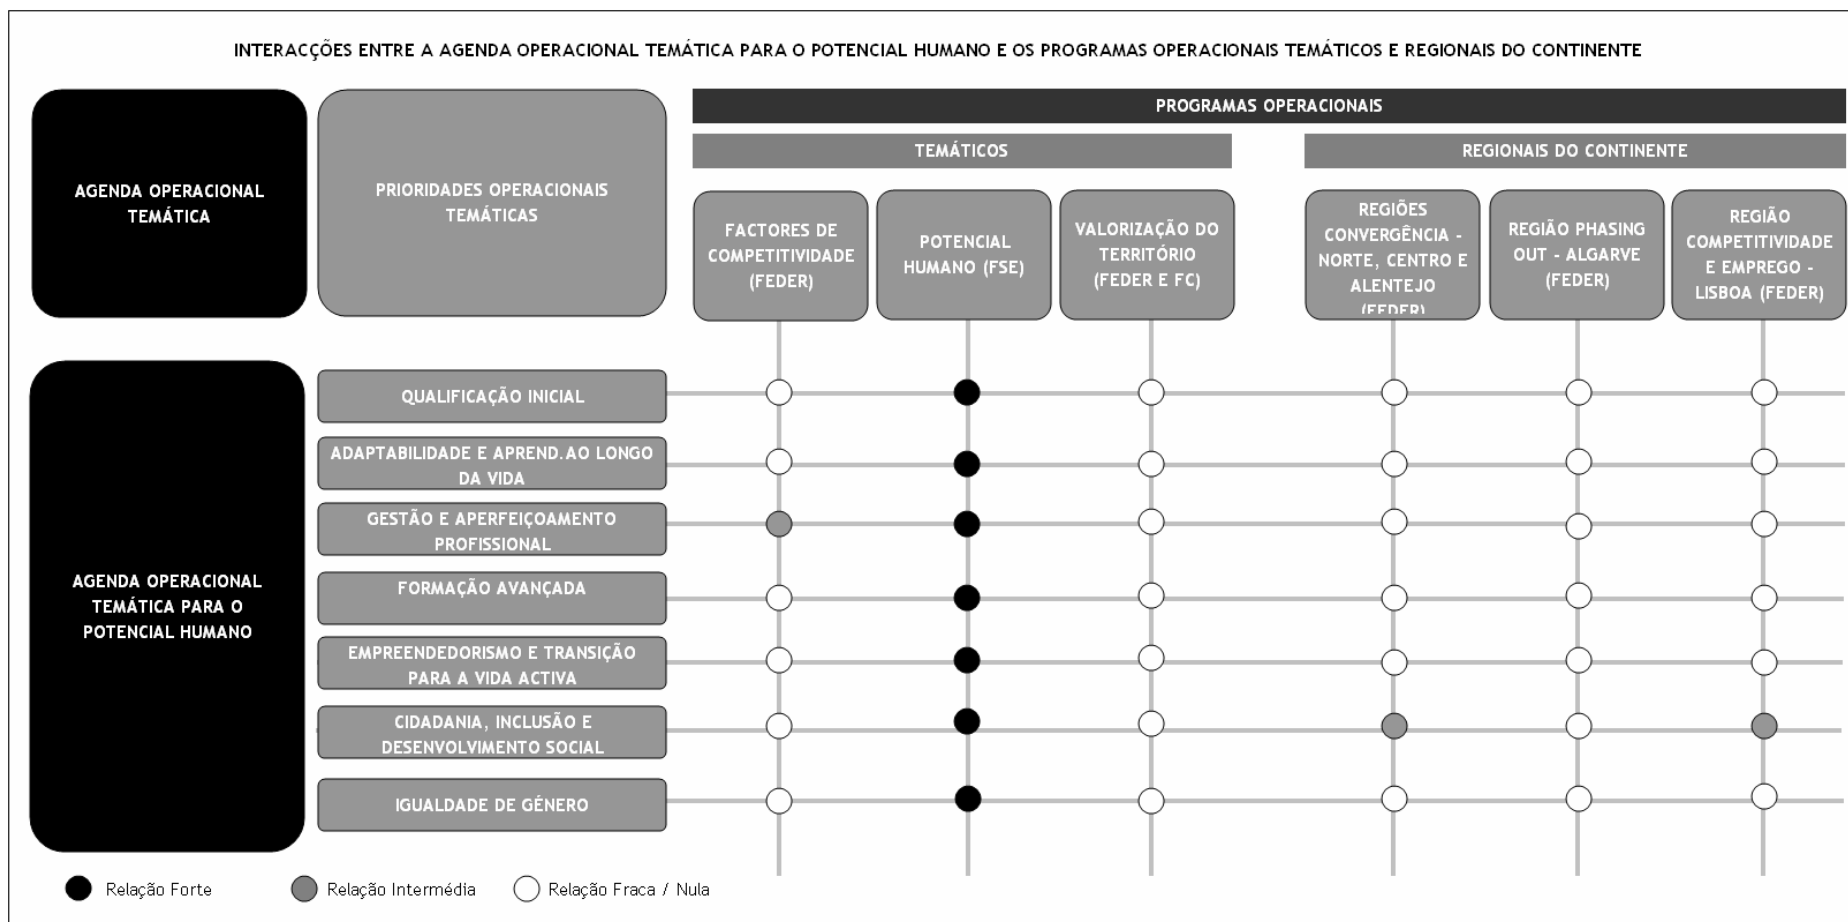 INTERACÇÕES ENTRE A AGENDA OPERACIONAL TEMÁTICA PARA O POTENCIAL HUMANO E OS PROGRAMAS OPERACIONAIS TEMÁTICOS E REGIONAIS DO CONTINENTE
AGENDA OPERACIONAL
TEMÁTICA
PRIORIDADES OPERACIONAIS
TEMÁTICAS
PROGRAMAS OPERACIONAIS
TEMÁTICOS
REGIONAIS DO CONTINENTE
FACTORES DE
COMPETITIVIDADE
(FEDER)
POTENCIAL
HUMANO (FSE)
VALORIZAÇÃO DO
TERRITÓRIO
(FEDER E FC)
REGIÕES
CONVERGÊNCIA -
NORTE, CENTRO E
ALENTEJO
(FEDER)
REGIÃO PHASING
OUT - ALGARVE
(FEDER)
REGIÃO
COMPETITIVIDADE
E EMPREGO -
LISBOA (FEDER)
AGENDA OPERACIONAL
TEMÁTICA PARA O
POTENCIAL HUMANO
QUALIFICAÇÃO INICIAL
ADAPTABILIDADE E APREND.AO LONGO
DA VIDA
GESTÃO E APERFEIÇOAMENTO
PROFISSIONAL
FORMAÇÃO AVANÇADA
EMPREENDEDORISMO E TRANSIÇÃO
PARA A VIDA ACTIVA
CIDADANIA, INCLUSÃO E
DESENVOLVIMENTO SOCIAL
IGUALDADE DE GÉNERO
Relação Forte
Relação Intermédia
Relação Fraca / Nula